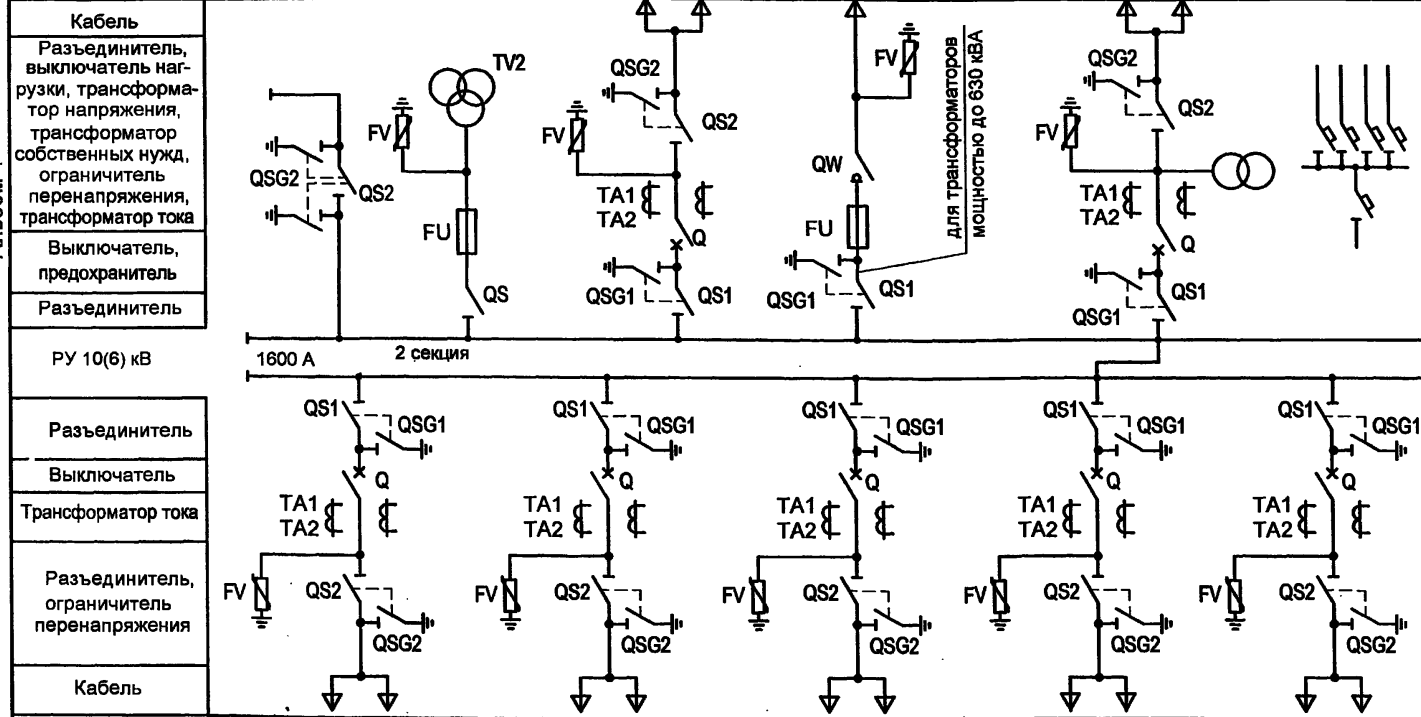 Кабель
Разъединитель,
выключатель наг-
рузки, трансформа-
тор напряжения,
трансформатор
собственных нужд,
ограничитель
перенапряжения,
трансформатор тока
Выключатель,
предохранитель
Разъединитель
РУ 10(6) кВ
Разъединитель
Выключатель
Трансформатор тока
Разъединитель,
ограничитель
перенапряжения
Кабель
QSG2
QS2
TV2
FV
FU
QS
QSG2
QS2
FV
TA1
TA2
Q
QSG1
QS1
FV
QW
FU
QSG1
QS1
для трансформаторов
мощностью до 630 кВА
QSG2
QS2
FV
TA1
TA2
Q
QS1
QSG1
1600 А
2 секция
QS1
QSG1
Q
TA1
TA2
FV
QS2
QSG2
QS1
QSG1
Q
TA1
TA2
FV
QS2
QSG2
QS1
QSG1
Q
TA1
TA2
FV
QS2
QSG2
QS1
QSG1
Q
TA1
TA2
FV
QS2
QSG2
QS1
QSG1
Q
TA1
TA2
FV
QS2
QSG2